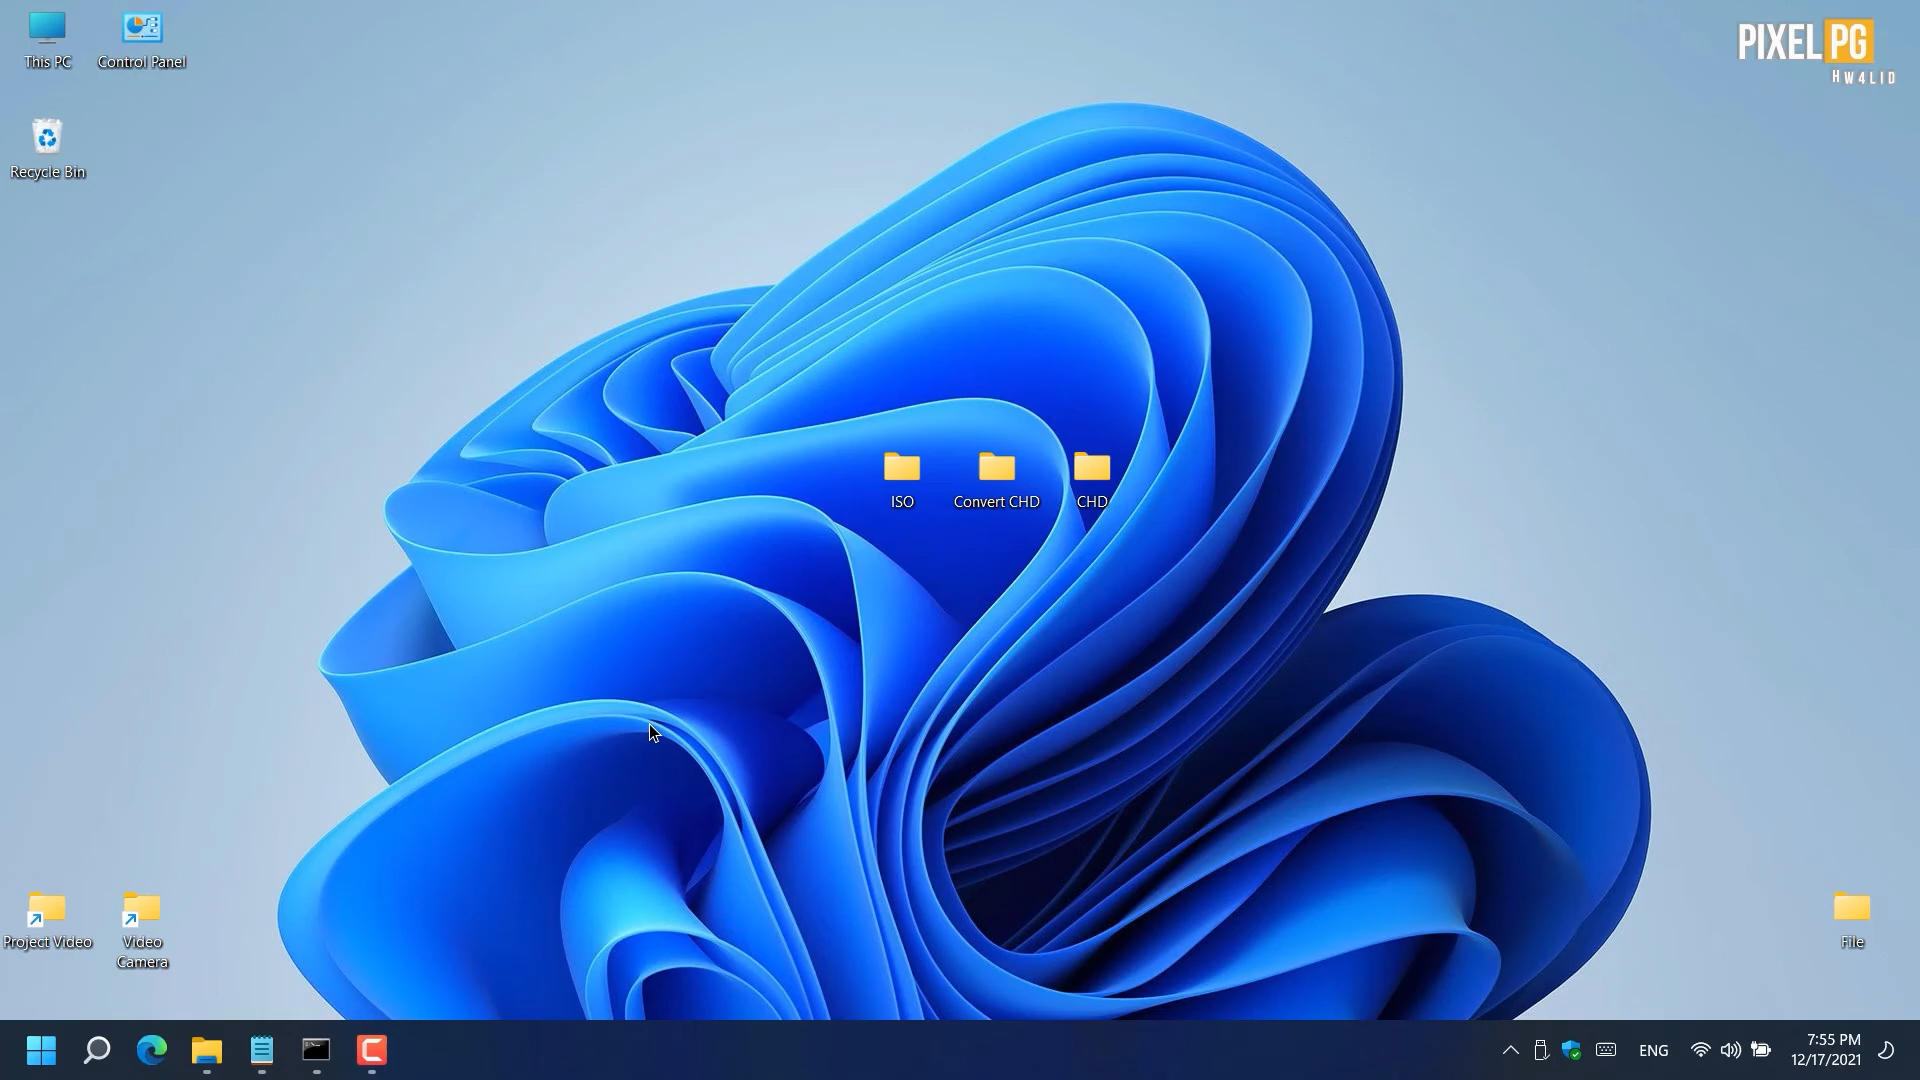 This PC
Control Panel
PIXEL PG
HW4LID
Recycle Bin
ISO
Convert CHD
CHD
Project Video
Video
Camera
File
ENG
7:55 PM
12/17/2021